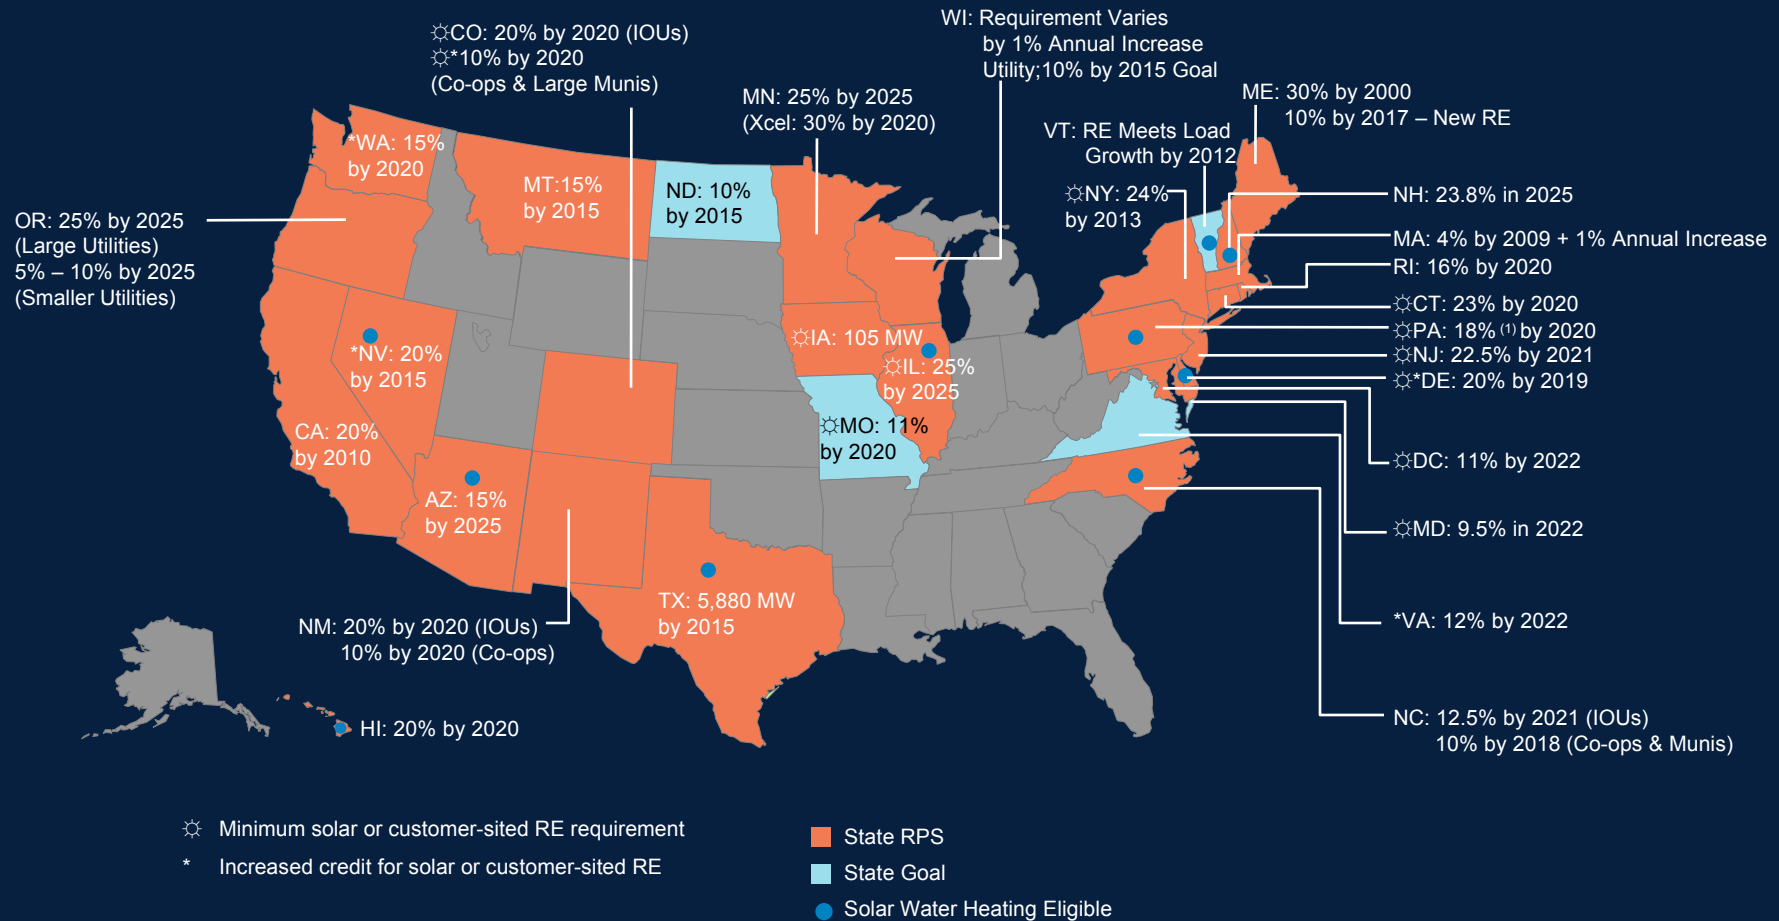 ☼CO: 20% by 2020 (IOUs)
☼*10% by 2020
(Co-ops & Large Munis)
WI: Requirement Varies
by 1% Annual Increase
Utility;10% by 2015 Goal
MN: 25% by 2025
(Xcel: 30% by 2020)
ME: 30% by 2000
10% by 2017 – New RE
VT: RE Meets Load
Growth by 2012
*WA: 15%
by 2020
MT:15%
by 2015
ND: 10%
by 2015
☼NY: 24%
by 2013
NH: 23.8% in 2025
OR: 25% by 2025
(Large Utilities)
5% – 10% by 2025
(Smaller Utilities)
MA: 4% by 2009 + 1% Annual Increase
RI: 16% by 2020
☼CT: 23% by 2020
☼PA: 18% (1) by 2020
☼NJ: 22.5% by 2021
☼*DE: 20% by 2019
☼IA: 105 MW
☼IL: 25%
by 2025
*NV: 20%
by 2015
CA: 20%
by 2010
☼MO: 11%
by 2020
☼DC: 11% by 2022
AZ: 15%
by 2025
☼MD: 9.5% in 2022
TX: 5,880 MW
by 2015
NM: 20% by 2020 (IOUs)
10% by 2020 (Co-ops)
*VA: 12% by 2022
HI: 20% by 2020
NC: 12.5% by 2021 (IOUs)
10% by 2018 (Co-ops & Munis)
☼ Minimum solar or customer-sited RE requirement
* Increased credit for solar or customer-sited RE
State RPS
State Goal
Solar Water Heating Eligible